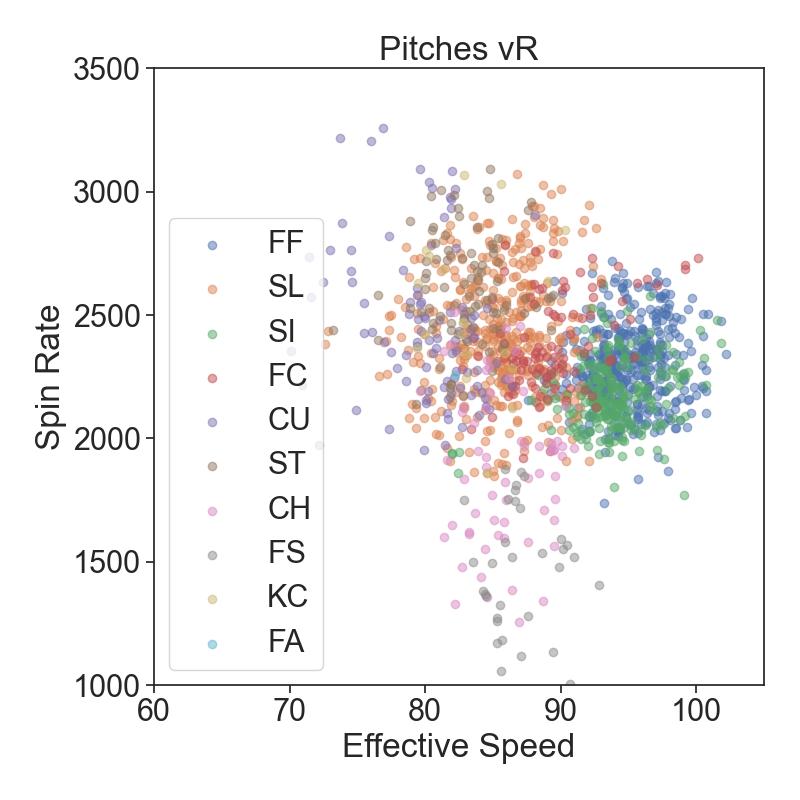 Pitches vR
3500
3000
2500
2000
1500
1000
Spin Rate
FF
SL
SI
FC
CU
ST
CH
FS
KC
FA
60 70 80 90 100
Effective Speed